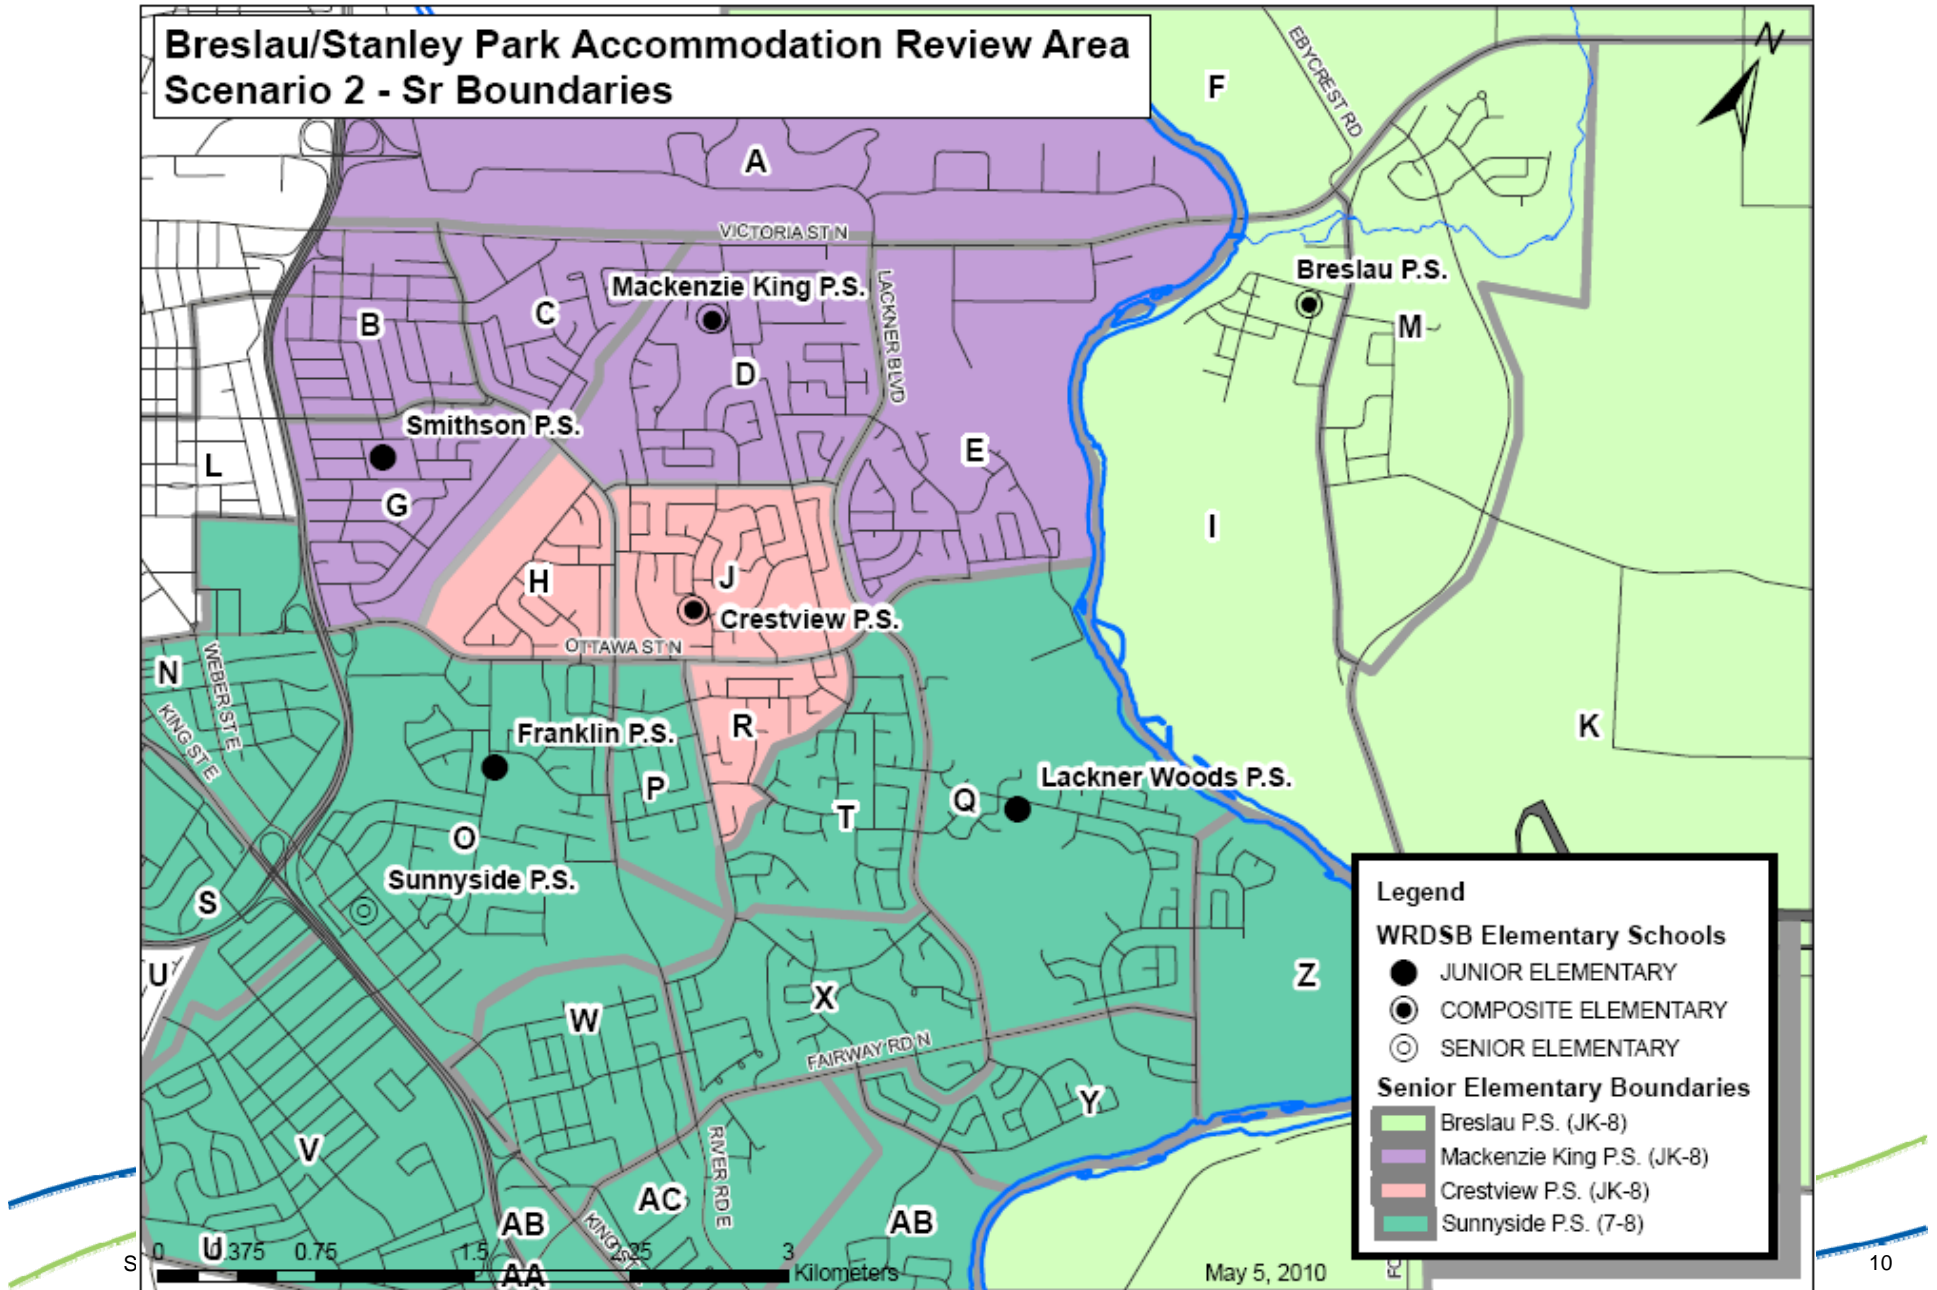 Breslau/Stanley Park Accommodation Review Area
Scenario 2 - Sr Boundaries
N
F
EBYCREST RD
A
VICTORIA ST N
Breslau P.S.
Mackenzie King P.S.
LACKNER BLVD
B
C
M
D
Smithson P.S.
E
L
G
I
H
J
Crestview P.S.
OTTAWA ST N
N
WEBER ST E
KING ST E
Franklin P.S.
R
K
P
Lackner Woods P.S.
Q
T
O
Sunnyside P.S.
S
U
Z
X
W
FAIRWAY RD N
Y
V
RIVER RD E
AC
AB
KING ST
AB
U
AA
Legend
WRDSB Elementary Schools
JUNIOR ELEMENTARY
COMPOSITE ELEMENTARY
SENIOR ELEMENTARY
Senior Elementary Boundaries
Breslau P.S. (JK-8)
Mackenzie King P.S. (JK-8)
Crestview P.S. (JK-8)
Sunnyside P.S. (7-8)
S
0 0.375 0.75 1.5 2.25 3
Kilometers
May 5, 2010
FO
10